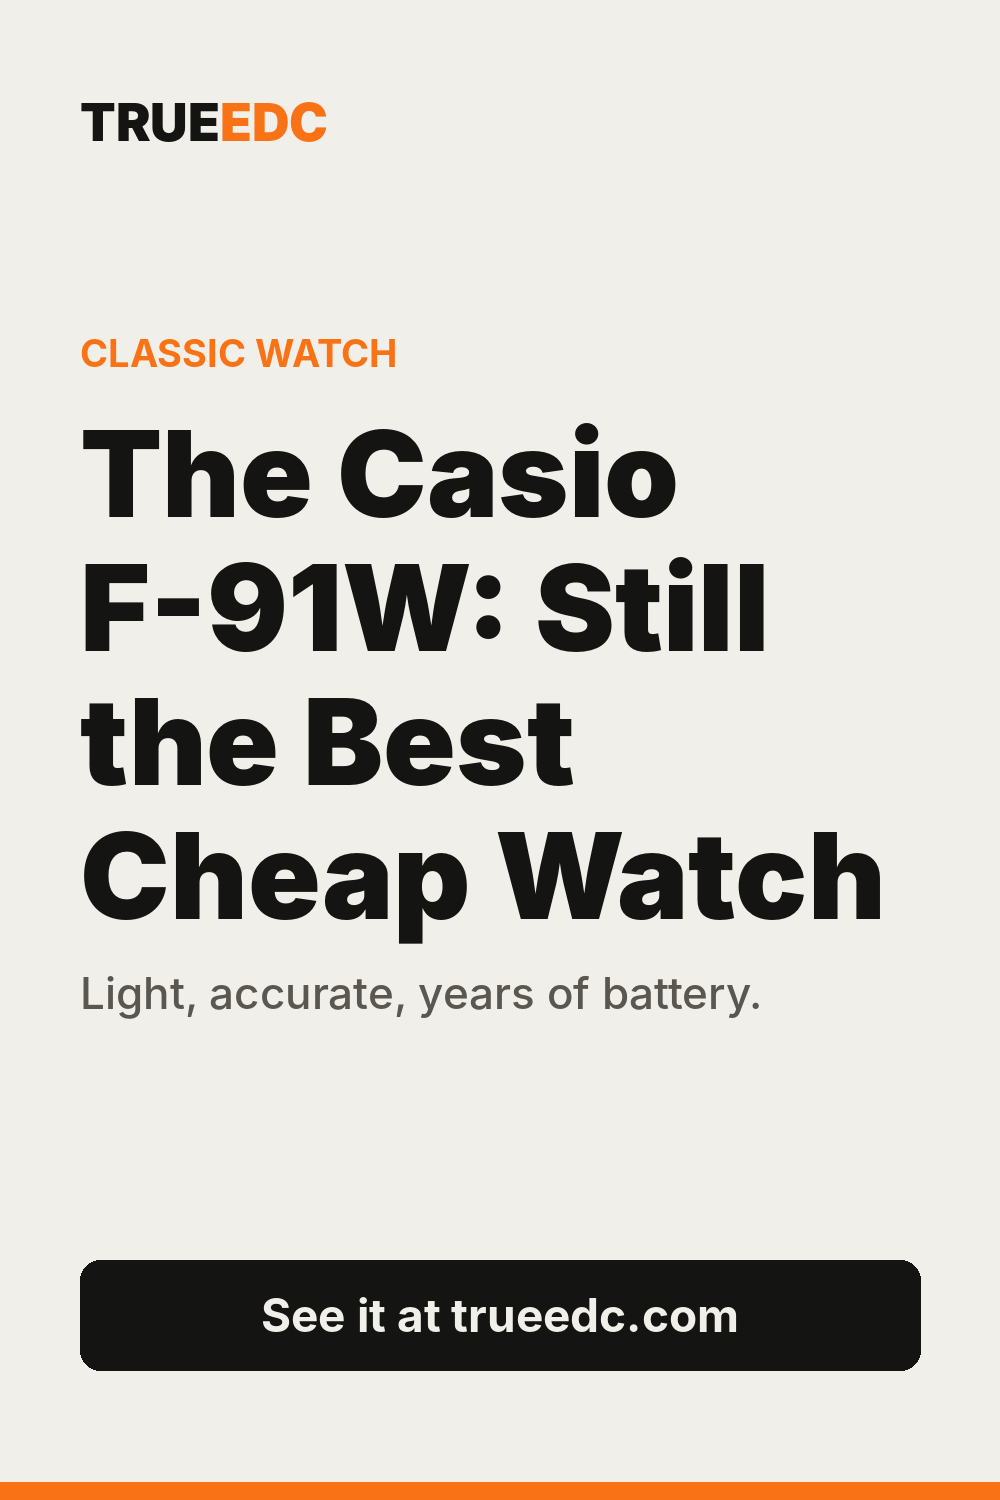 TRUEEDC
CLASSIC WATCH
The Casio
F-91W: Still
the Best
Cheap Watch
Light, accurate, years of battery.
See it at trueedc.com